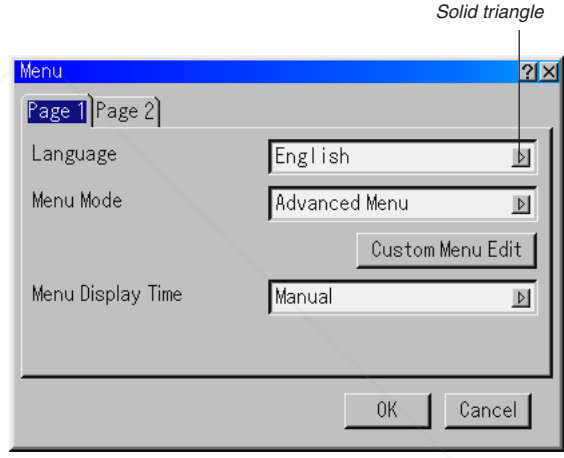 Solid triangle
Menu ? X
Page 1 Page 2
Language English
Menu Mode Advanced Menu
Custom Menu Edit
Menu Display Time Manual
OK Cancel